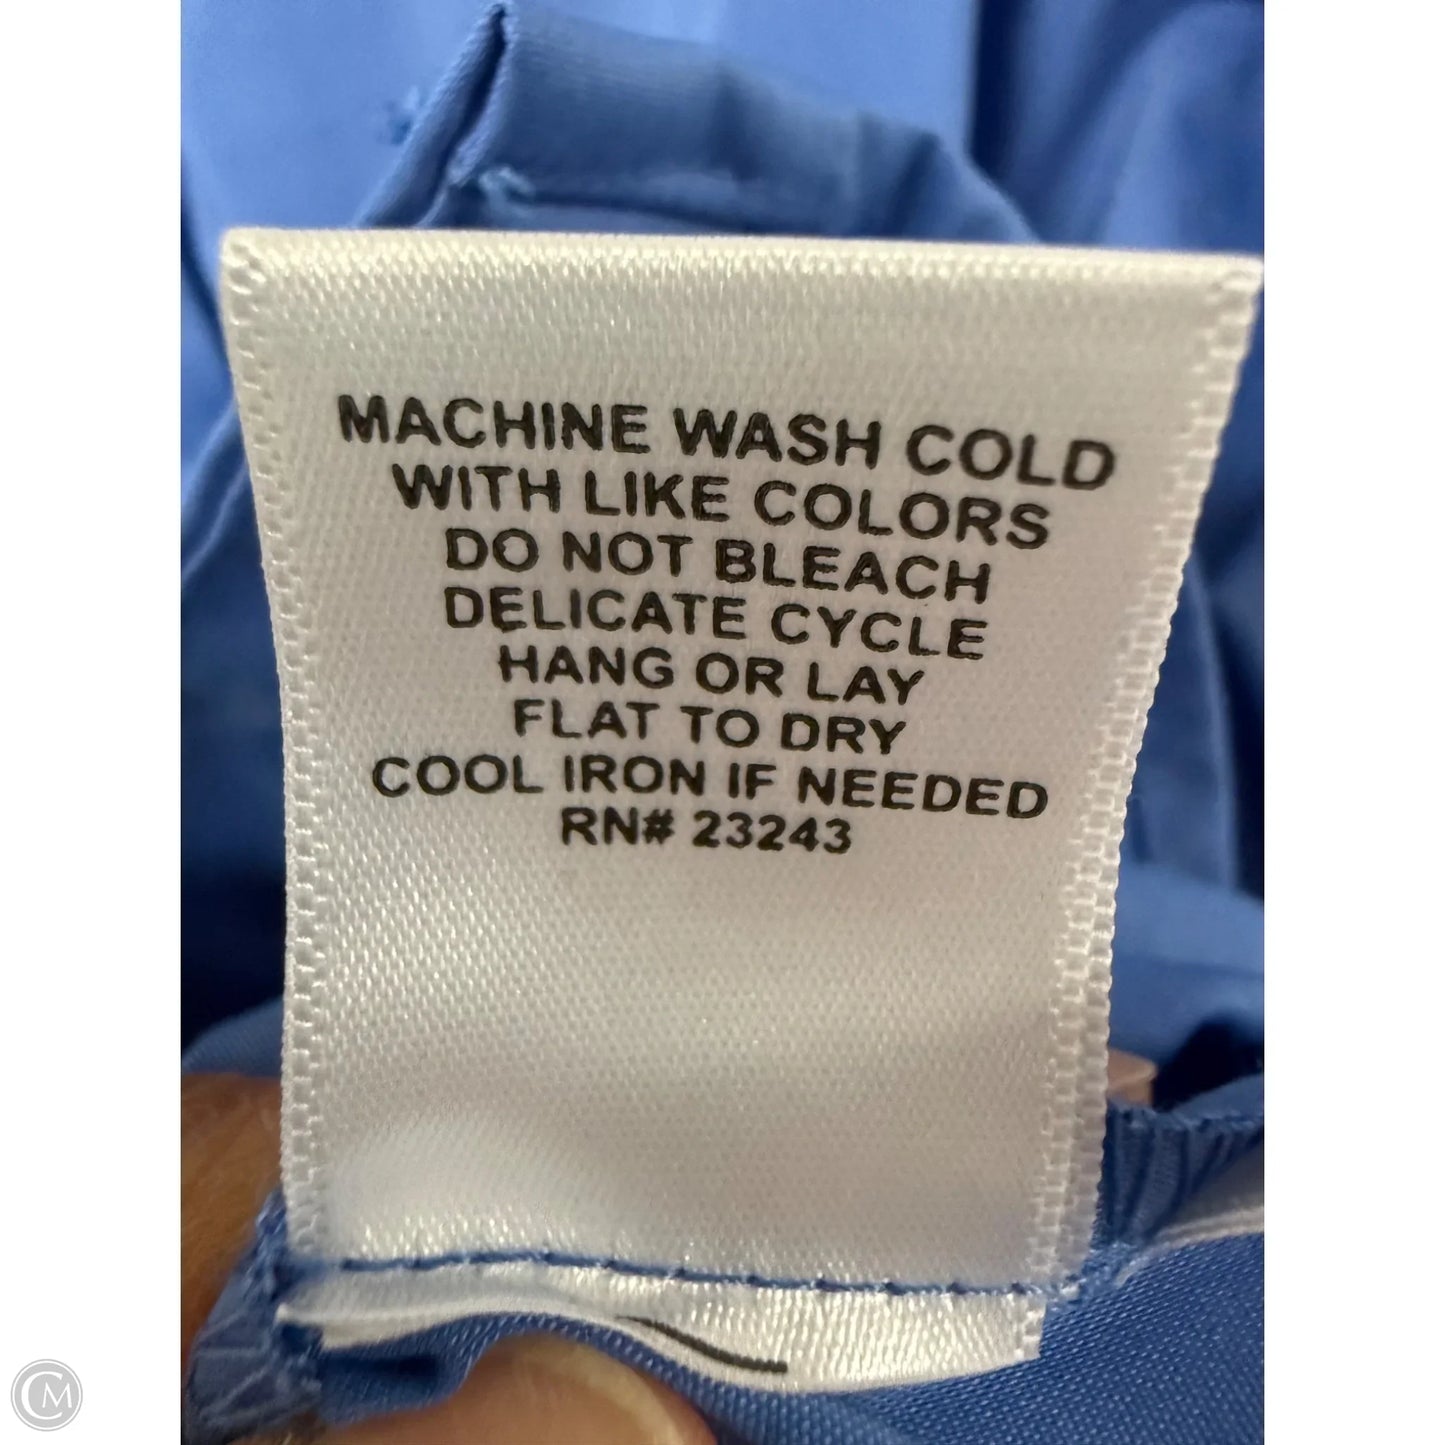 MACHINE WASH COLD
WITH LIKE COLORS
DO NOT BLEACH
DELICATE CYCLE
HANG OR LAY
FLAT TO DRY
COOL IRON IF NEEDED
RN# 23243
CM